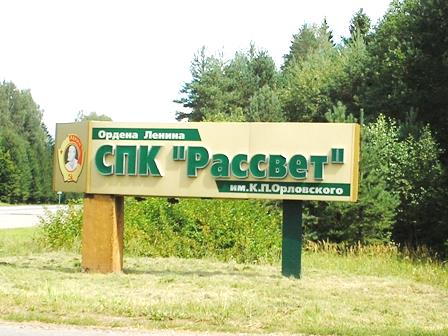 Ордена Ленина
СПК "Рассвет"
им.К.П.Орловского